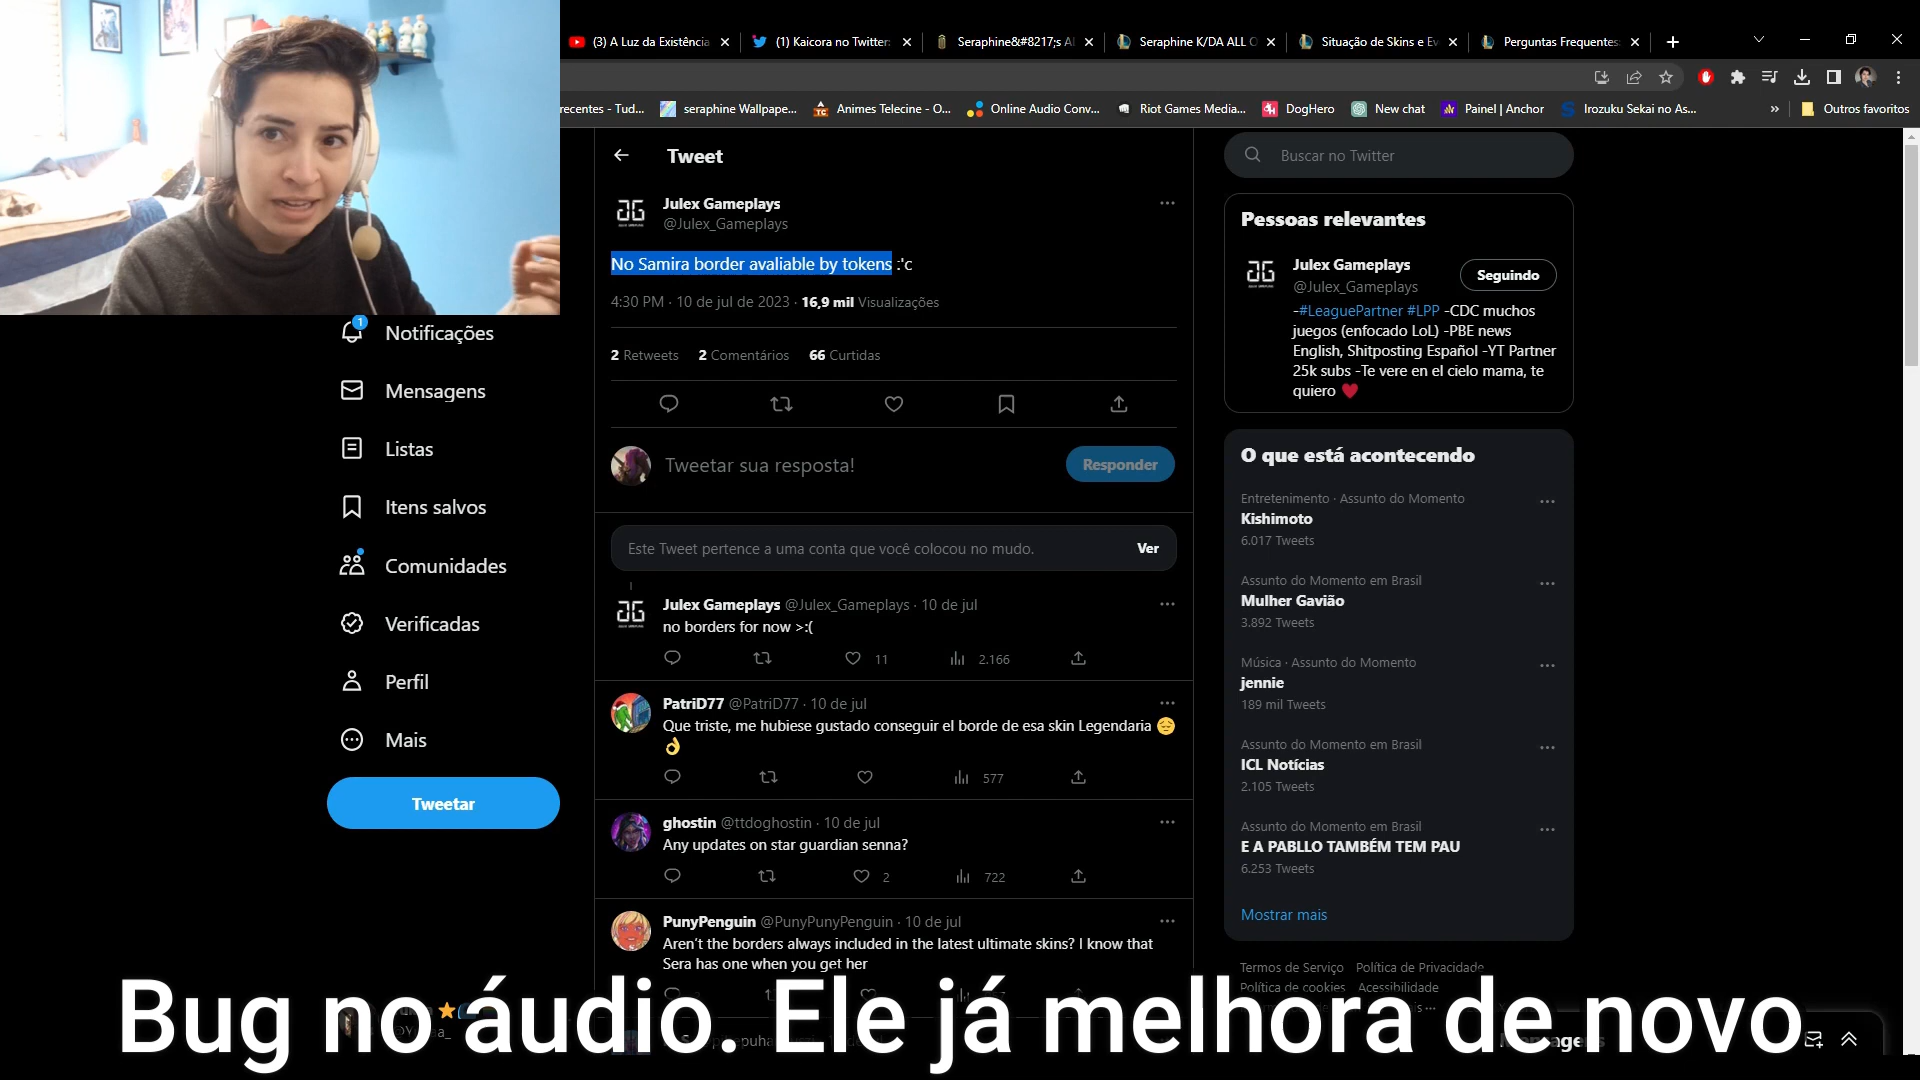 (3) A Luz da Existência
(1) Kaicora no Twitter:
Seraphine&#8217;s Al
Seraphine K/DA ALL O
Situação de Skins e Ev
Perguntas Frequentes
recentes - Tud...
seraphine Wallpape...
Animes Telecine - O...
Online Audio Conv...
Riot Games Media...
DogHero
New chat
Painel | Anchor
Irozuku Sekai no As...
Outros favoritos
Tweet
Julex Gameplays
@Julex_Gameplays
No Samira border avaliable by tokens :'c
4:30 PM · 10 de jul de 2023 · 16,9 mil Visualizações
2 Retweets 2 Comentários 66 Curtidas
Tweetar sua resposta!
Responder
Este Tweet pertence a uma conta que você colocou no mudo.
Ver
Julex Gameplays @Julex_Gameplays · 10 de jul
no borders for now >:(
11 2.166
PatriD77 @PatriD77 · 10 de jul
Que triste, me hubiese gustado conseguir el borde de esa skin Legendaria 😔
👌
577
ghostin @ttdoghostin · 10 de jul
Any updates on star guardian senna?
2 722
PunyPenguin @PunyPunyPenguin · 10 de jul
Aren't the borders always included in the latest ultimate skins? I know that
Sera has one when you get her
1
Notificações
Mensagens
Listas
Itens salvos
Comunidades
Verificadas
Perfil
Mais
Tweetar
Buscar no Twitter
Pessoas relevantes
Julex Gameplays
@Julex_Gameplays
Seguindo
-#LeaguePartner #LPP -CDC muchos
juegos (enfocado LoL) -PBE news
English, Shitposting Español -YT Partner
25k subs -Te vere en el cielo mama, te
quiero ♥
O que está acontecendo
Entretenimento · Assunto do Momento
Kishimoto
6.017 Tweets
Assunto do Momento em Brasil
Mulher Gavião
3.892 Tweets
Música · Assunto do Momento
jennie
189 mil Tweets
Assunto do Momento em Brasil
ICL Notícias
2.105 Tweets
Assunto do Momento em Brasil
E A PABLLO TAMBÉM TEM PAU
6.253 Tweets
Mostrar mais
Termos de Serviço Política de Privacidade
Política de cookies Acessibilidade
Bug no áudio. Ele já melhora de novo